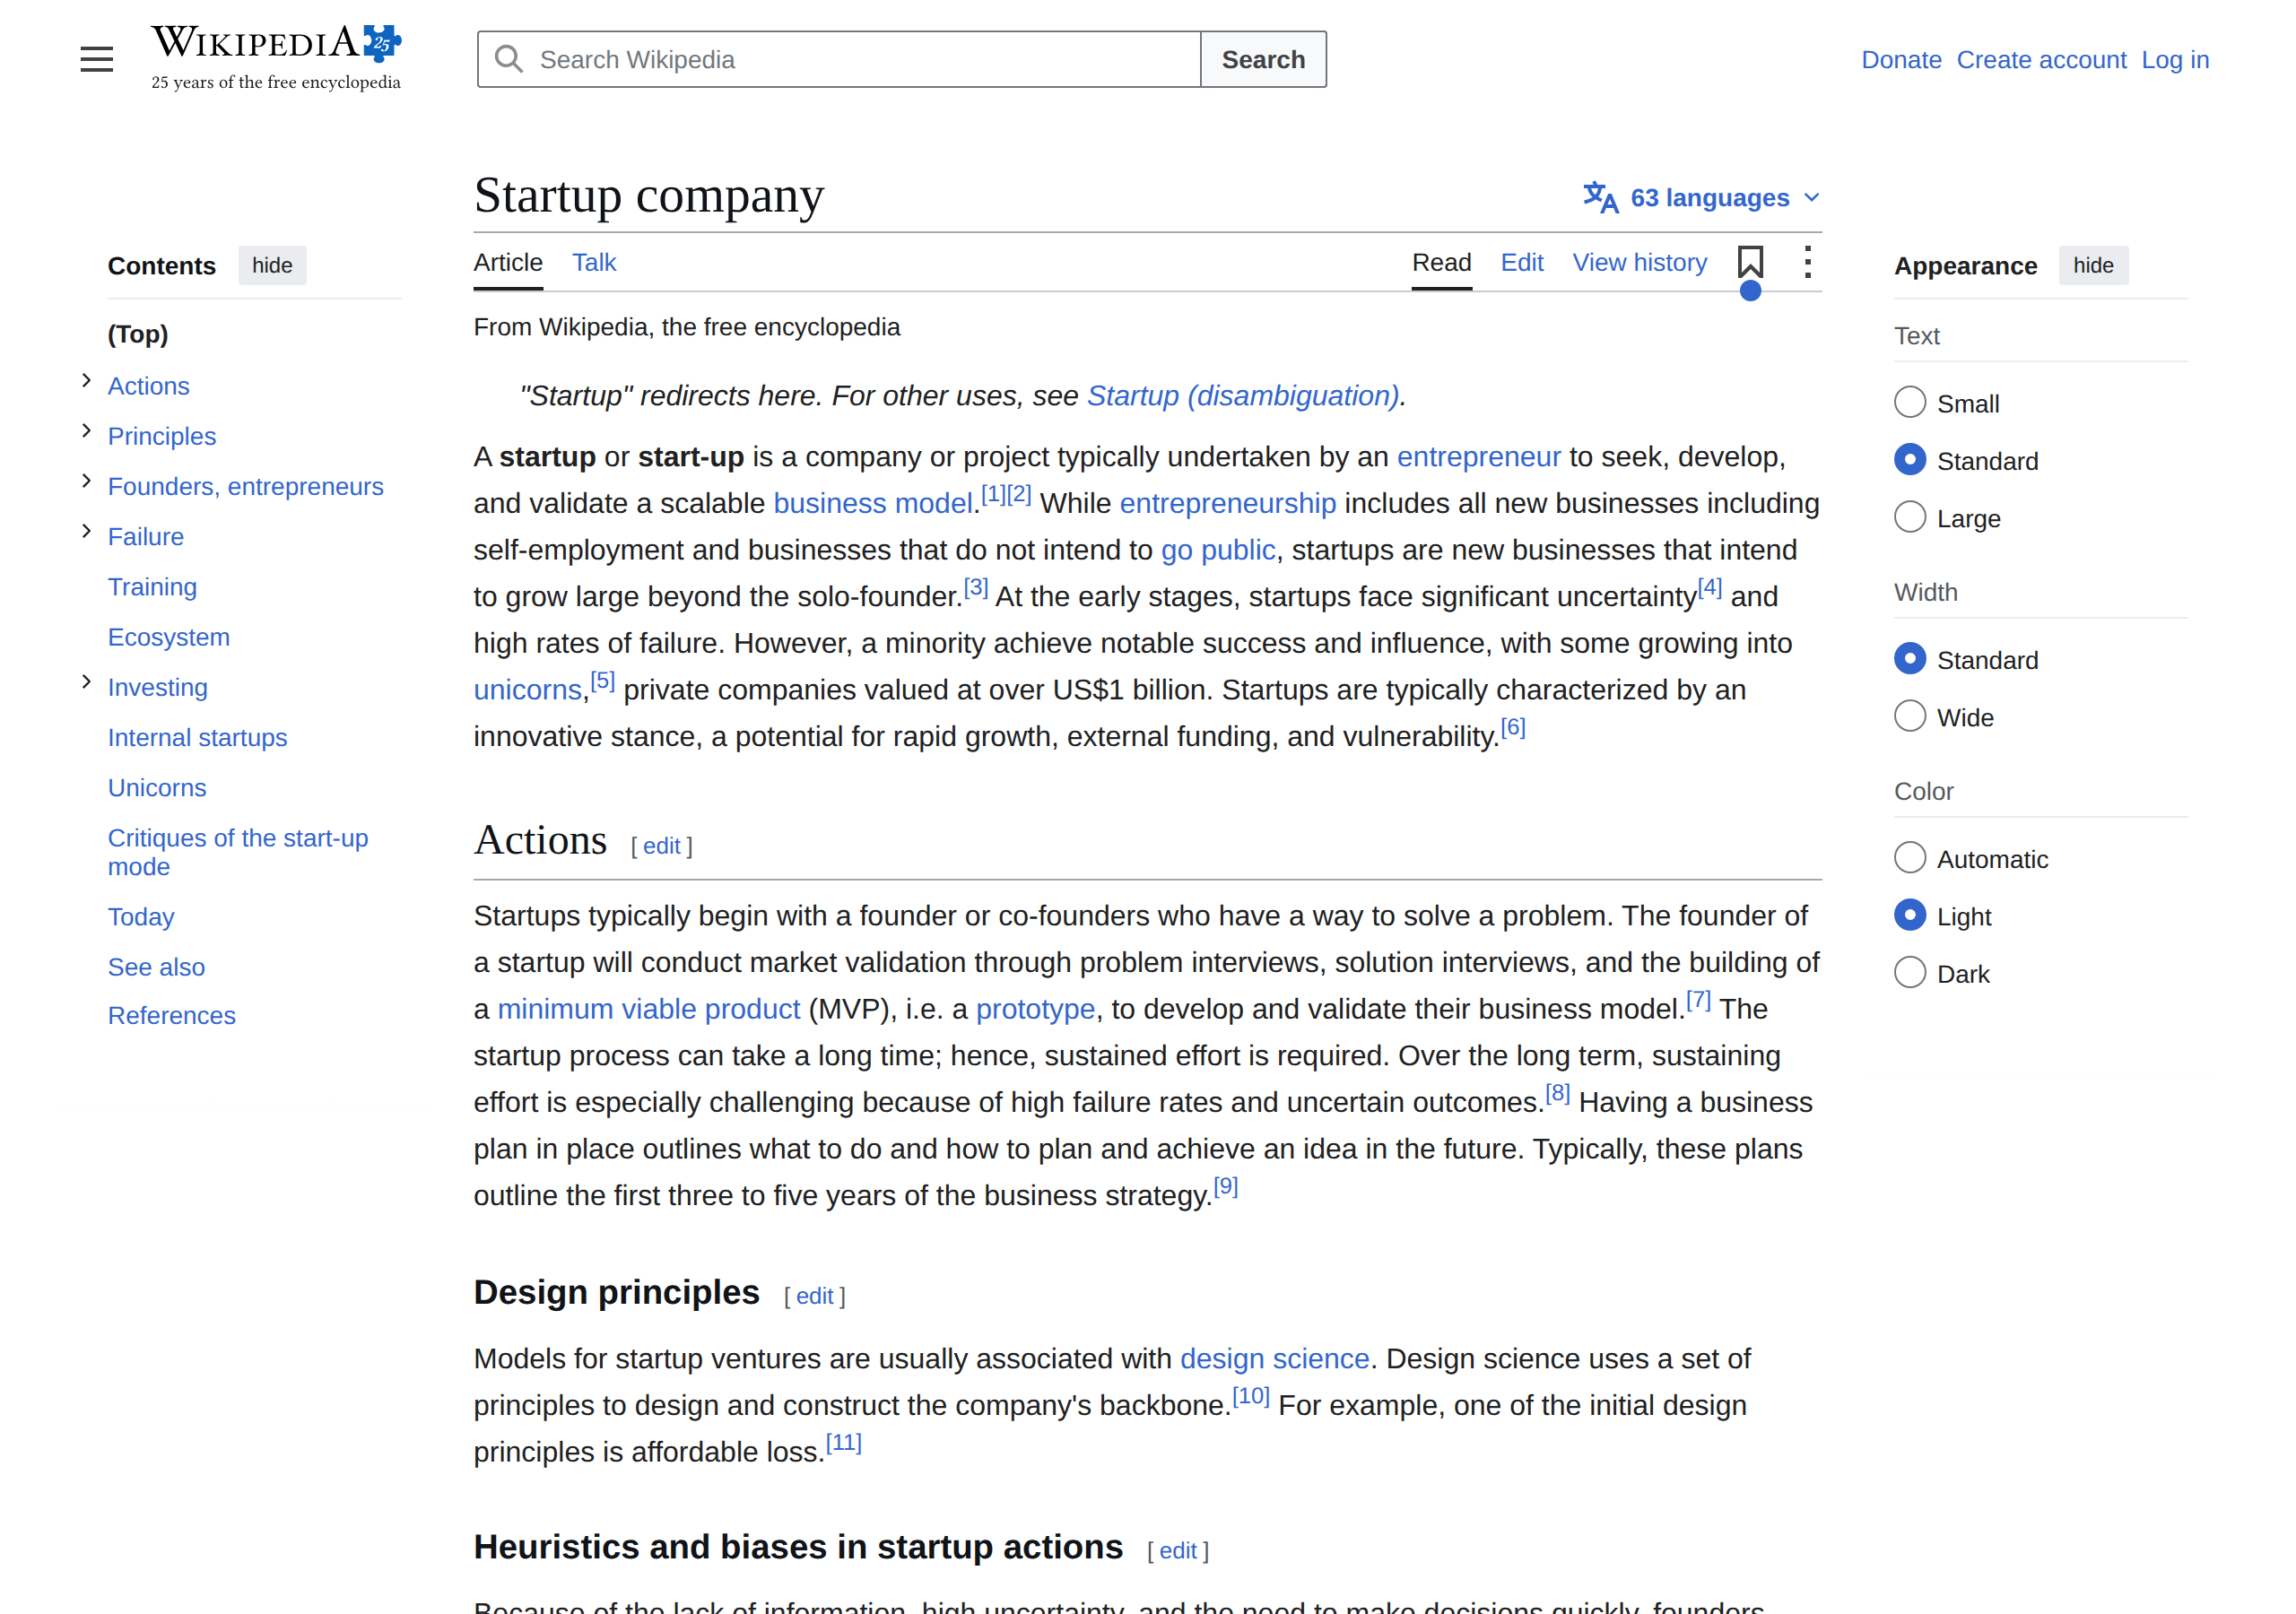 WIKIPEDIA 25
25 years of the free encyclopedia
Search Wikipedia
Search
Donate Create account Log in
Contents hide
(Top)
Actions
Principles
Founders, entrepreneurs
Failure
Training
Ecosystem
Investing
Internal startups
Unicorns
Critiques of the start-up
mode
Today
See also
References
Startup company
63 languages
Article Talk
Read Edit View history
From Wikipedia, the free encyclopedia
"Startup" redirects here. For other uses, see Startup (disambiguation).
A startup or start-up is a company or project typically undertaken by an entrepreneur to seek, develop,
and validate a scalable business model.[1][2] While entrepreneurship includes all new businesses including
self-employment and businesses that do not intend to go public, startups are new businesses that intend
to grow large beyond the solo-founder.[3] At the early stages, startups face significant uncertainty[4] and
high rates of failure. However, a minority achieve notable success and influence, with some growing into
unicorns,[5] private companies valued at over US$1 billion. Startups are typically characterized by an
innovative stance, a potential for rapid growth, external funding, and vulnerability.[6]
Actions [ edit ]
Startups typically begin with a founder or co-founders who have a way to solve a problem. The founder of
a startup will conduct market validation through problem interviews, solution interviews, and the building of
a minimum viable product (MVP), i.e. a prototype, to develop and validate their business model.[7] The
startup process can take a long time; hence, sustained effort is required. Over the long term, sustaining
effort is especially challenging because of high failure rates and uncertain outcomes.[8] Having a business
plan in place outlines what to do and how to plan and achieve an idea in the future. Typically, these plans
outline the first three to five years of the business strategy.[9]
Design principles [ edit ]
Models for startup ventures are usually associated with design science. Design science uses a set of
principles to design and construct the company's backbone.[10] For example, one of the initial design
principles is affordable loss.[11]
Heuristics and biases in startup actions [ edit ]
Because of the lack of information, high uncertainty, and the need to make decisions quickly, founders
Appearance hide
Text
Small
Standard
Large
Width
Standard
Wide
Color
Automatic
Light
Dark